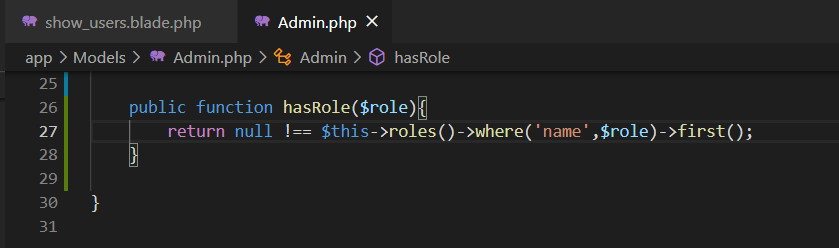 show_users.blade.php Admin.php ×
app > Models > Admin.php > Admin > hasRole
25
26 public function hasRole($role){
27 return null !== $this->roles()->where('name',$role)->first();
28 }
29
30 }
31